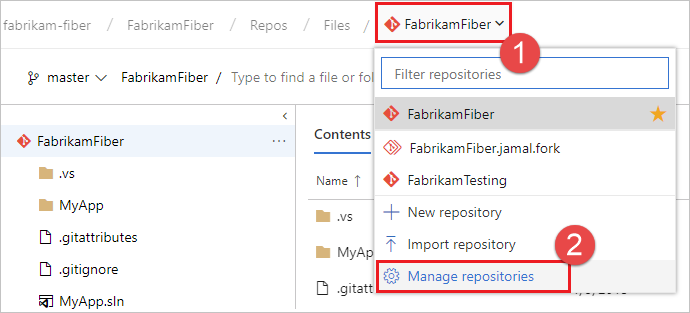 fabrikam-fiber / FabrikamFiber / Repos / Files / FabrikamFiber
1
master FabrikamFiber / Type to find a file or fol
Filter repositories
FabrikamFiber
FabrikamFiber.jamal.fork
FabrikamTesting
New repository
Import repository
2
Manage repositories
FabrikamFiber ...
.vs
MyApp
.gitattributes
.gitignore
MyApp.sln
Contents
Name ↑
.vs
MyAp
.gitatt